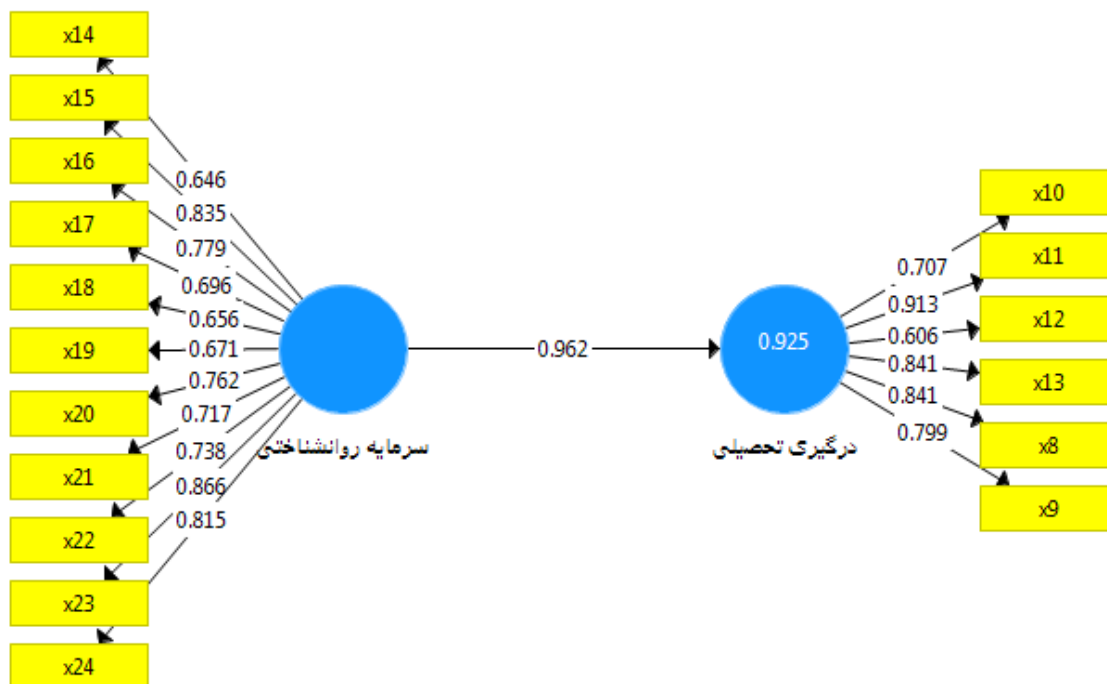 x14
x15
x16
x17
x18
x19
x20
x21
x22
x23
x24
0.646
0.835
0.779
0.696
0.656
0.671
0.762
0.717
0.738
0.866
0.815
سرمایه روانشناختی
0.962
0.925
درگیری تحصیلی
0.707
0.913
0.606
0.841
0.841
0.799
x10
x11
x12
x13
x8
x9